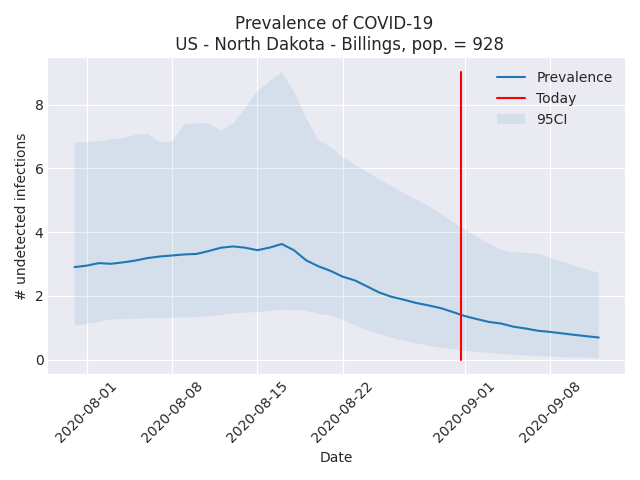 Prevalence of COVID-19
US - North Dakota - Billings, pop. = 928
# undetected infections
8
6
4
2
0
Prevalence
Today
95CI
2020-08-01
2020-08-08
2020-08-15
2020-08-22
2020-09-01
2020-09-08
Date